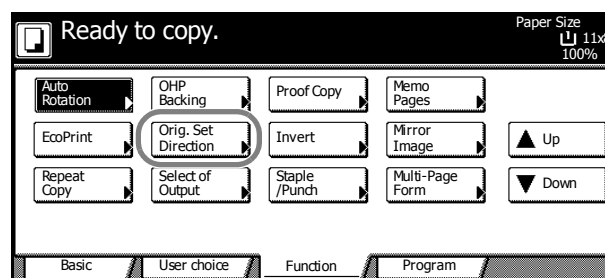 Ready to copy.
Paper Size
11x
100%
Auto
Rotation
OHP
Backing
Proof Copy
Memo
Pages
EcoPrint
Orig. Set
Direction
Invert
Mirror
Image
Up
Repeat
Copy
Select of
Output
Staple
/Punch
Multi-Page
Form
Down
Basic
User choice
Function
Program